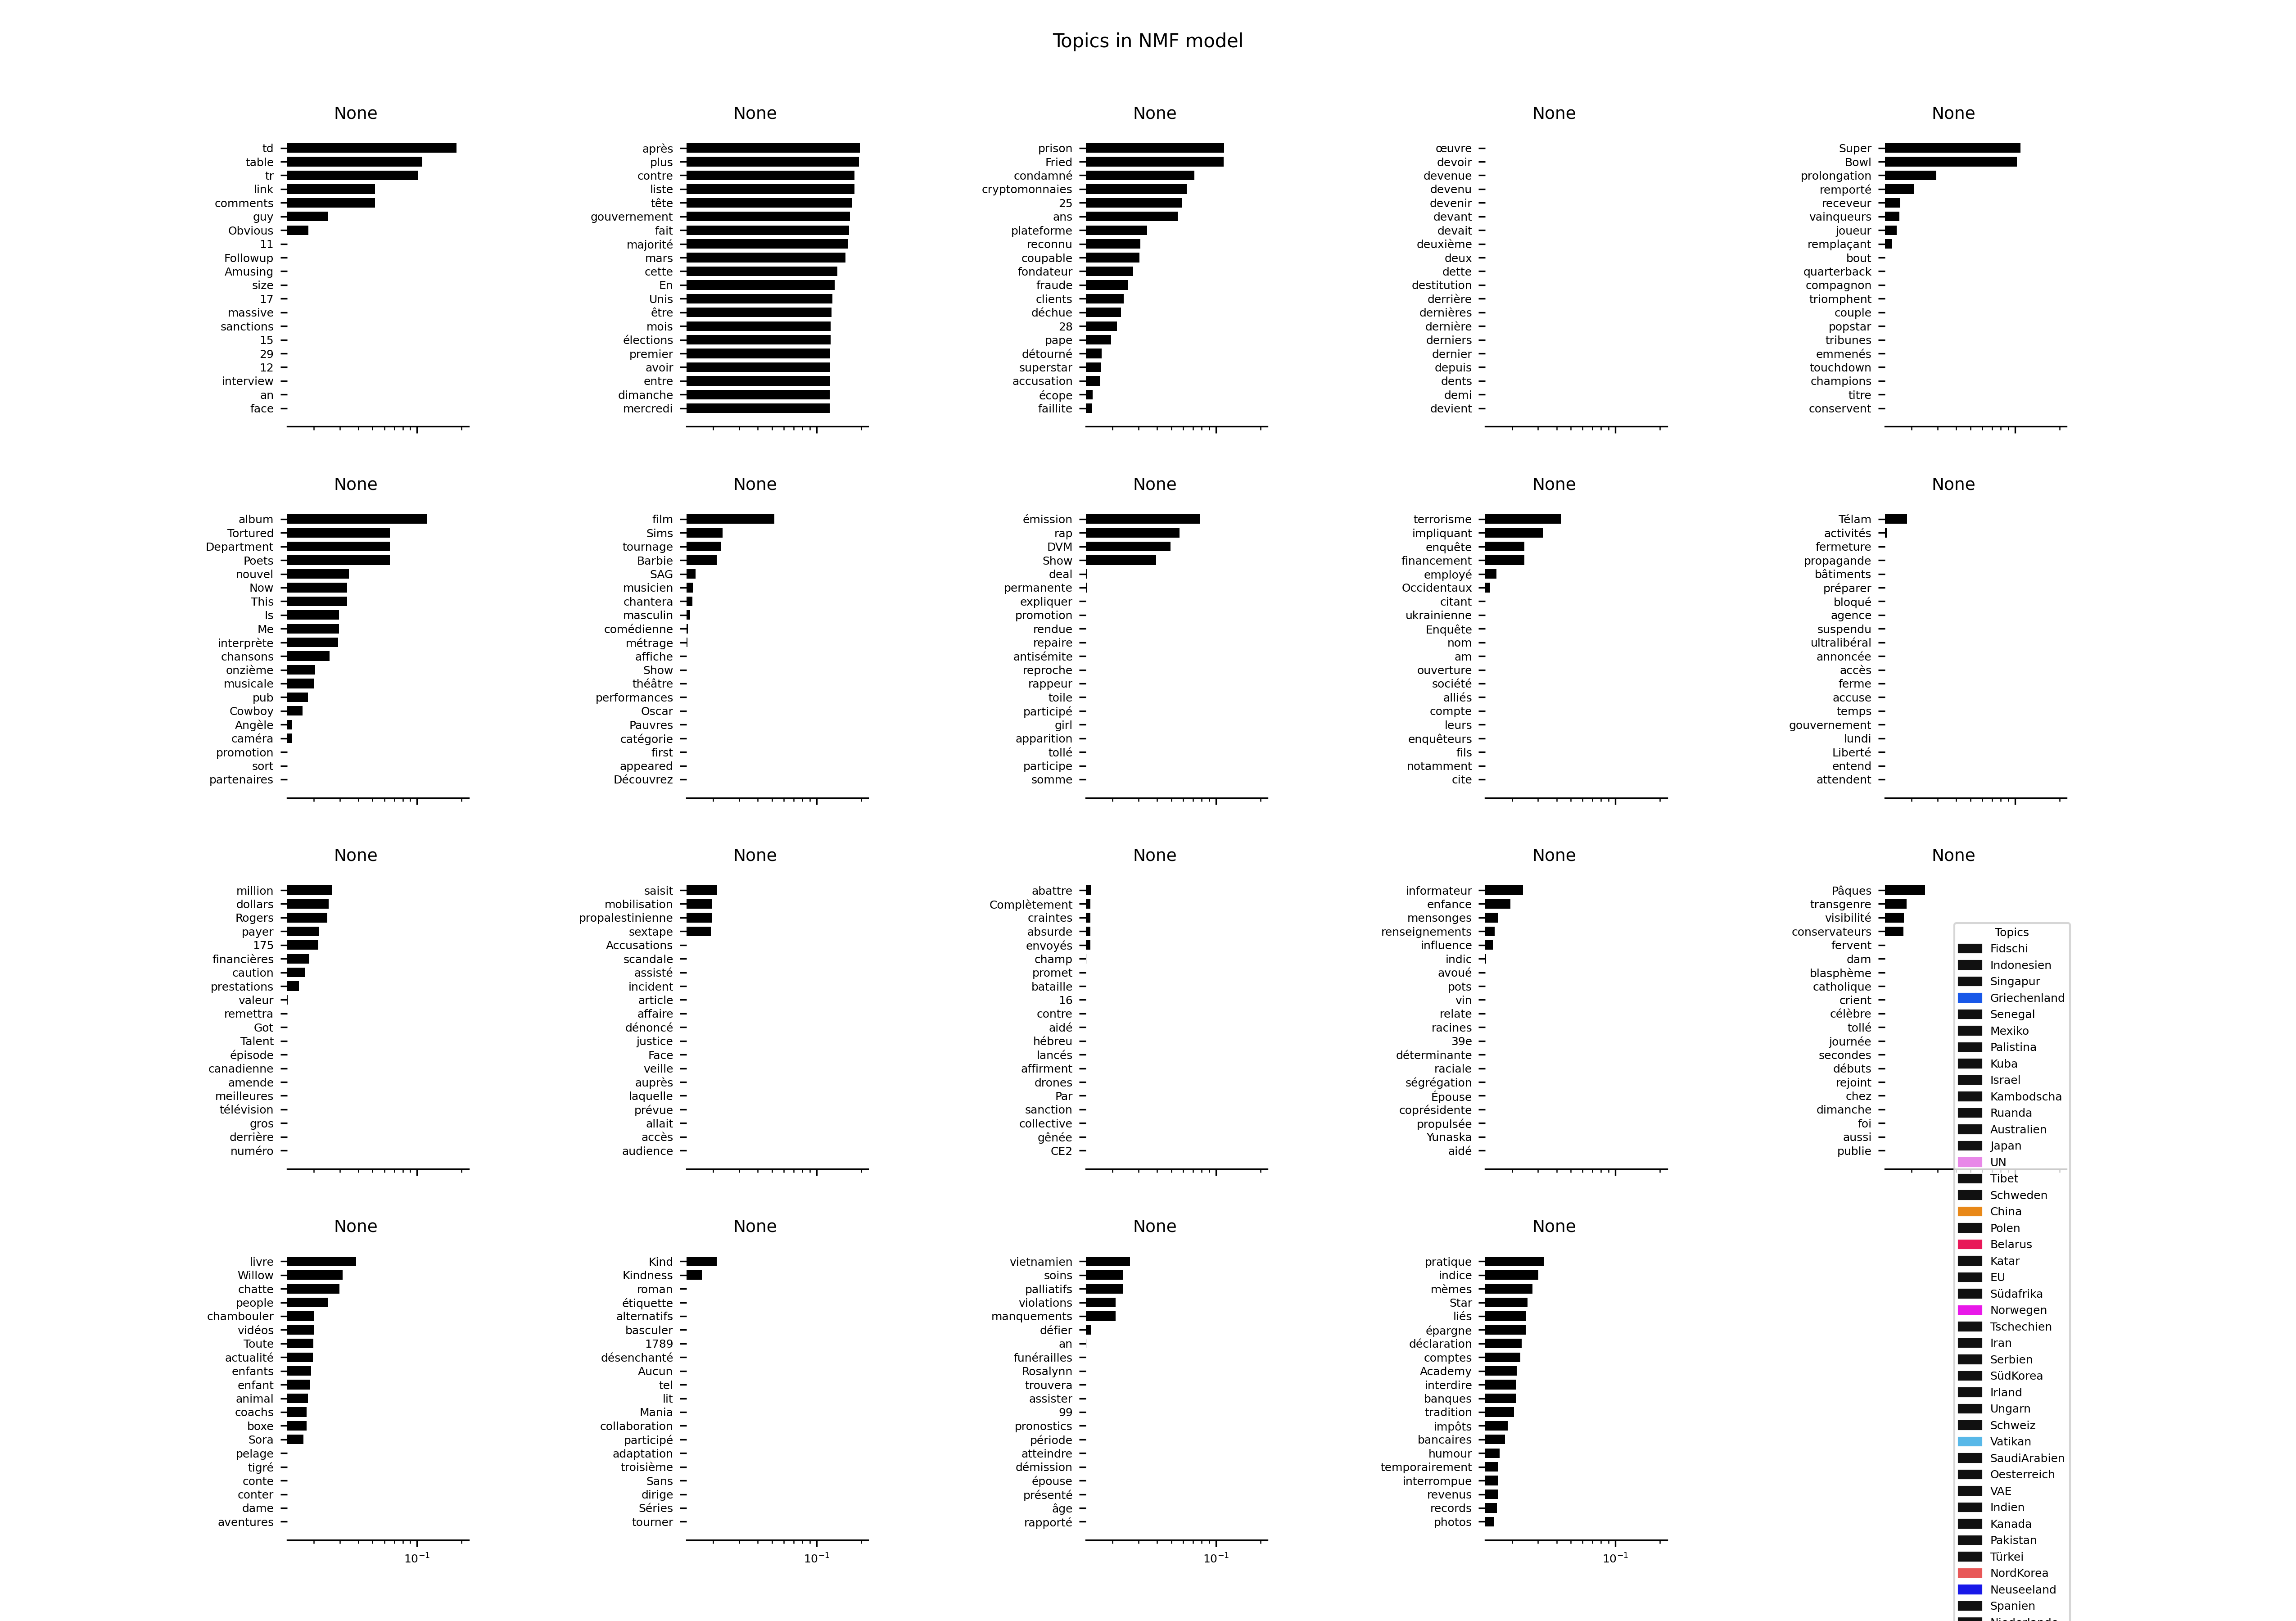 Topics in NMF model
None
td
table
tr
link
comments
guy
Obvious
11
Followup
Amusing
size
17
massive
sanctions
15
29
12
interview
an
face
None
après
plus
contre
liste
tête
gouvernement
fait
majorité
mars
cette
En
Unis
être
mois
élections
premier
avoir
entre
dimanche
mercredi
None
prison
Fried
condamné
cryptomonnaies
25
ans
plateforme
reconnu
coupable
fondateur
fraude
clients
déchue
28
pape
détourné
superstar
accusation
écope
faillite
None
œuvre
devoir
devenue
devenu
devenir
devant
devait
deuxième
deux
dette
destitution
derrière
dernières
dernière
derniers
dernier
depuis
dents
demi
devient
None
Super
Bowl
prolongation
remporté
receveur
vainqueurs
joueur
remplaçant
bout
quarterback
compagnon
triomphent
couple
popstar
tribunes
emmenés
touchdown
champions
titre
conservent
None
album
Tortured
Department
Poets
nouvel
Now
This
Is
Me
interprète
chansons
onzième
musicale
pub
Cowboy
Angèle
caméra
promotion
sort
partenaires
None
film
Sims
tournage
Barbie
SAG
musicien
chantera
masculin
comédienne
métrage
affiche
Show
théâtre
performances
Oscar
Pauvres
catégorie
first
appeared
Découvrez
None
émission
rap
DVM
Show
deal
permanente
expliquer
promotion
rendue
repaire
antisémite
reproche
rappeur
toile
participé
girl
apparition
tollé
participe
somme
None
terrorisme
impliquant
enquête
financement
employé
Occidentaux
citant
ukrainienne
Enquête
nom
am
ouverture
société
alliés
compte
leurs
enquêteurs
fils
notamment
cite
None
Télam
activités
fermeture
propagande
bâtiments
préparer
bloqué
agence
suspendu
ultralibéral
annoncée
accès
ferme
accuse
temps
gouvernement
lundi
Liberté
entend
attendent
None
million
dollars
Rogers
payer
175
financières
caution
prestations
valeur
remettra
Got
Talent
épisode
canadienne
amende
meilleures
télévision
gros
derrière
numéro
None
saisit
mobilisation
propalestinienne
sextape
Accusations
scandale
assisté
incident
article
affaire
dénoncé
justice
Face
veille
auprès
laquelle
prévue
allait
accès
audience
None
abattre
Complètement
craintes
absurde
envoyés
champ
promet
bataille
16
contre
aidé
hébreu
lancés
affirment
drones
Par
sanction
collective
gênée
CE2
None
informateur
enfance
mensonges
renseignements
influence
indic
avoué
pots
vin
relate
racines
39e
déterminante
raciale
ségrégation
Épouse
coprésidente
propulsée
Yunaska
aidé
None
Pâques
transgenre
visibilité
conservateurs
fervent
dam
blasphème
catholique
crient
célèbre
tollé
journée
secondes
débuts
rejoint
chez
dimanche
foi
aussi
publie
None
livre
Willow
chatte
people
chambouler
vidéos
Toute
actualité
enfants
enfant
animal
coachs
boxe
Sora
pelage
tigré
conte
conter
dame
aventures
10⁻¹
None
Kind
Kindness
roman
étiquette
alternatifs
basculer
1789
désenchanté
Aucun
tel
lit
Mania
collaboration
participé
adaptation
troisième
Sans
dirige
Séries
tourner
10⁻¹
None
vietnamien
soins
palliatifs
violations
manquements
défier
an
funérailles
Rosalynn
trouvera
assister
99
pronostics
période
atteindre
démission
épouse
présenté
âge
rapporté
10⁻¹
None
pratique
indice
mèmes
Star
liés
épargne
déclaration
comptes
Academy
interdire
banques
tradition
impôts
bancaires
humour
temporairement
interrompue
revenus
records
photos
10⁻¹
Topics
Fidschi
Indonesien
Singapur
Griechenland
Senegal
Mexiko
Palistina
Kuba
Israel
Kambodscha
Ruanda
Australien
Japan
UN
Tibet
Schweden
China
Polen
Belarus
Katar
EU
Südafrika
Norwegen
Tschechien
Iran
Serbien
SüdKorea
Irland
Ungarn
Schweiz
Vatikan
SaudiArabien
Oesterreich
VAE
Indien
Kanada
Pakistan
Türkei
NordKorea
Neuseeland
Spanien